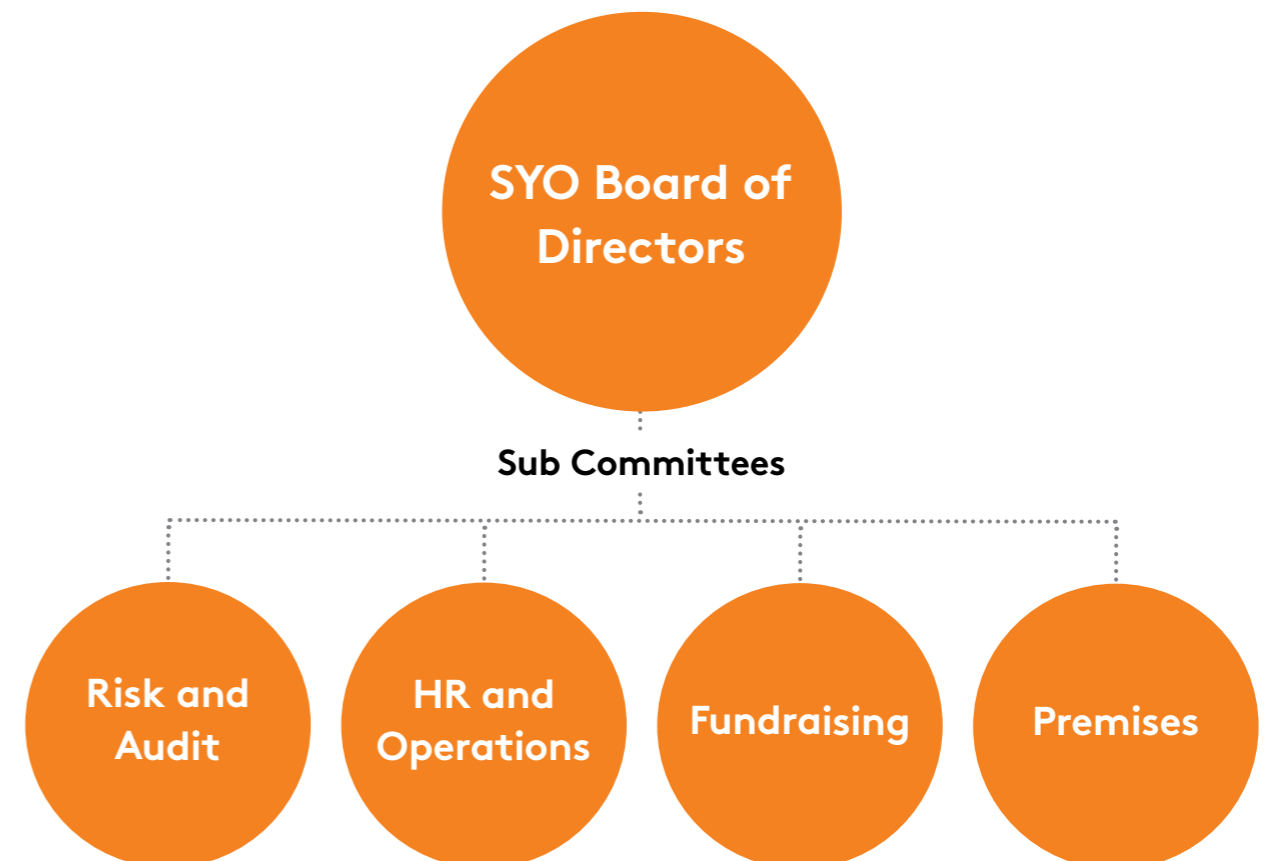 SYO Board of
Directors
Sub Committees
Risk and
Audit
HR and
Operations
Fundraising
Premises